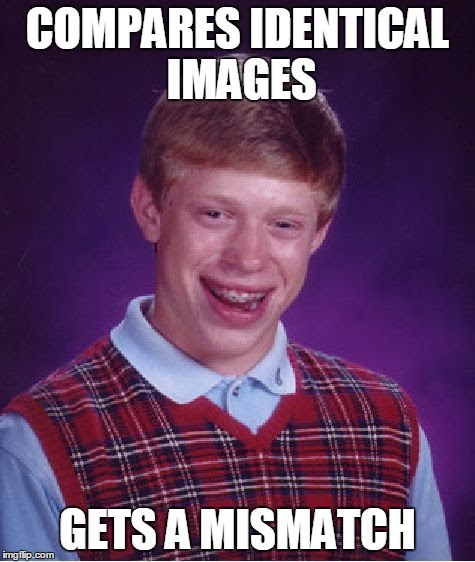 COMPARES IDENTICAL
IMAGES
GETS A MISMATCH
imgflip.com